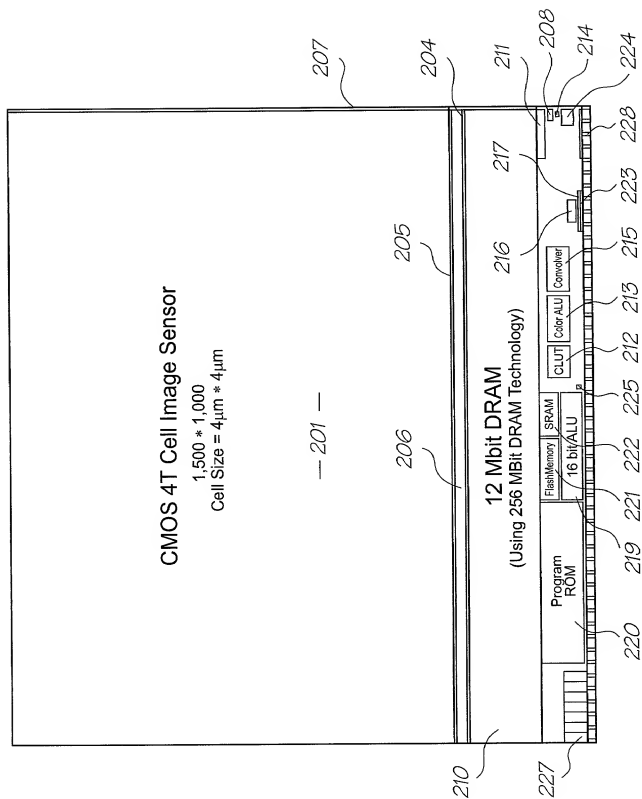 CMOS 4T Cell Image Sensor
1,500 * 1,000
Cell Size = 4μm * 4μm
— 201 —
207
205
204
206
12 Mbit DRAM
(Using 256 MBit DRAM Technology)
211
208
214
224
217
228
216
223
215
213
212
225
222
221
219
220
210
227
Convolver
Color ALU
CLUT
SRAM
FlashMemory
16 bit ALU
Program
ROM